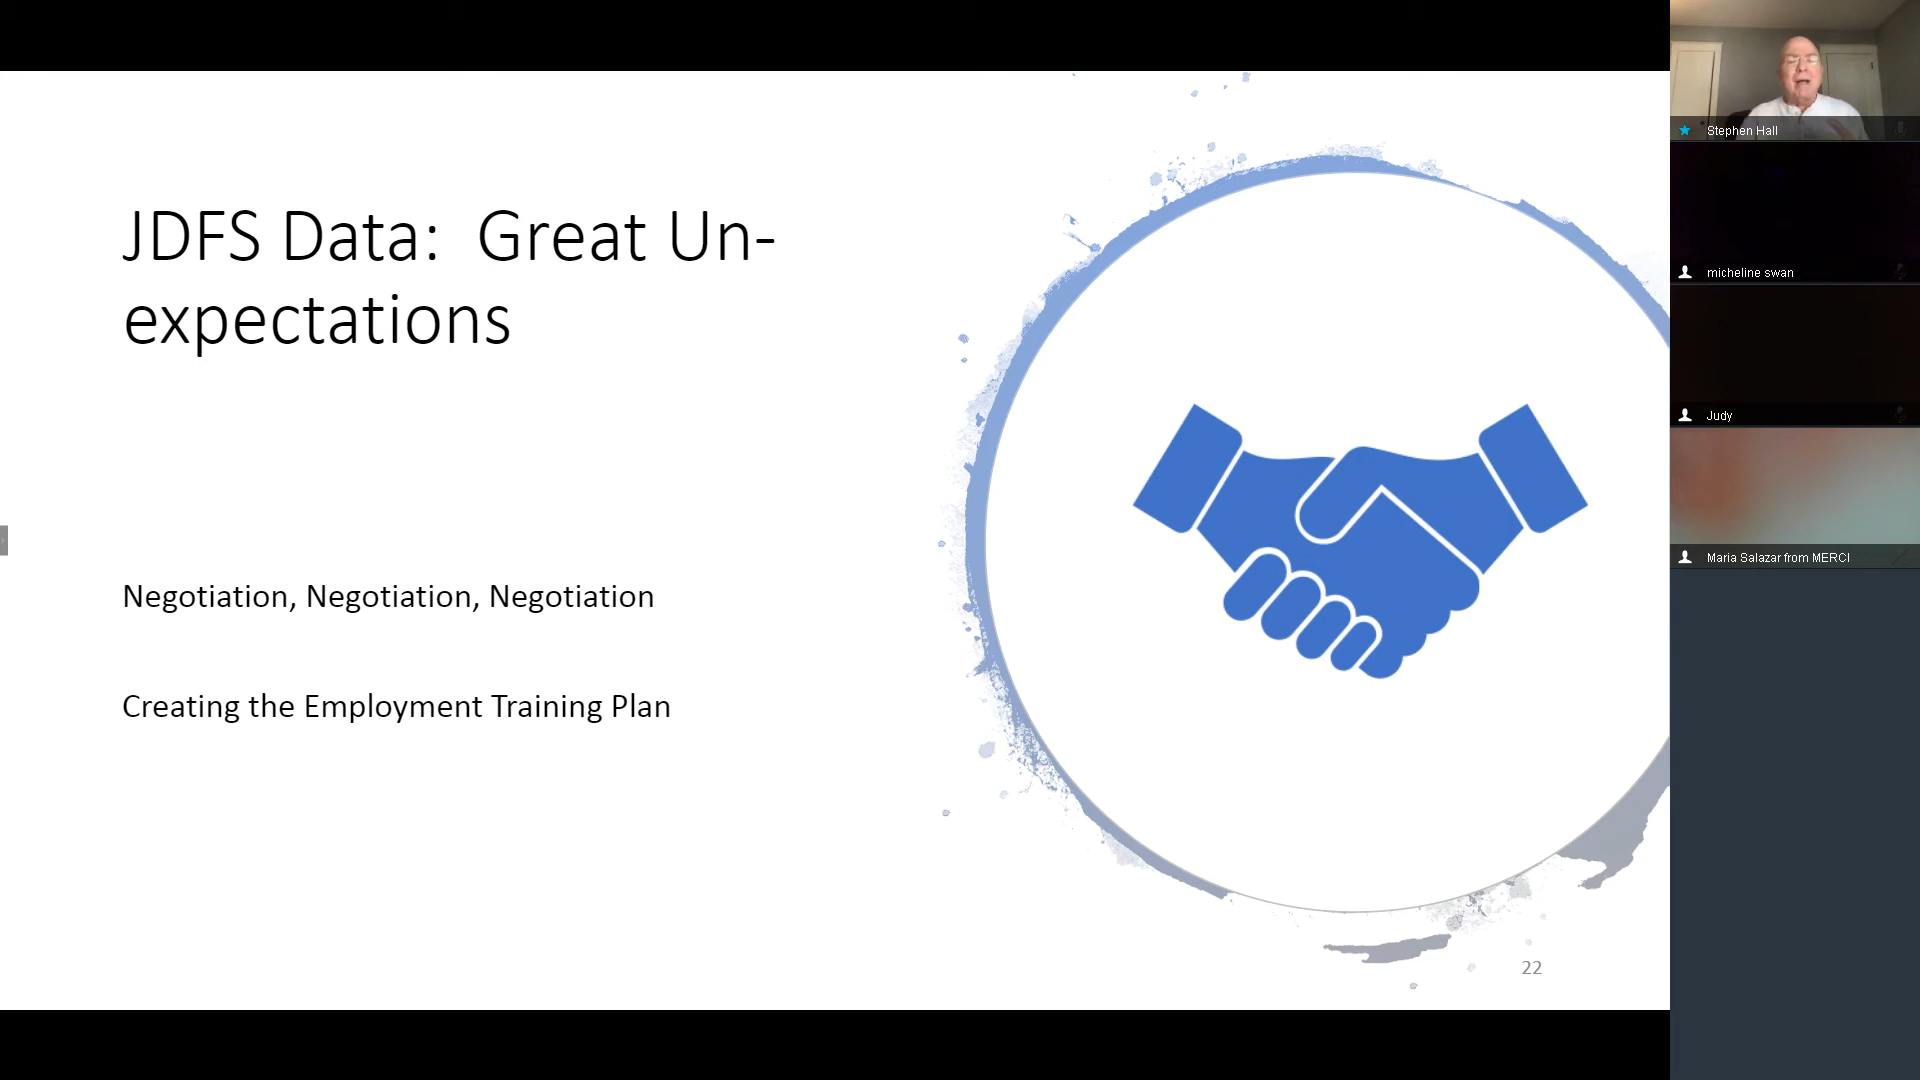 JDFS Data:  Great Un-
expectations
Negotiation, Negotiation, Negotiation
Creating the Employment Training Plan
22
Stephen Hall
micheline swan
Judy
Maria Salazar from MERCI